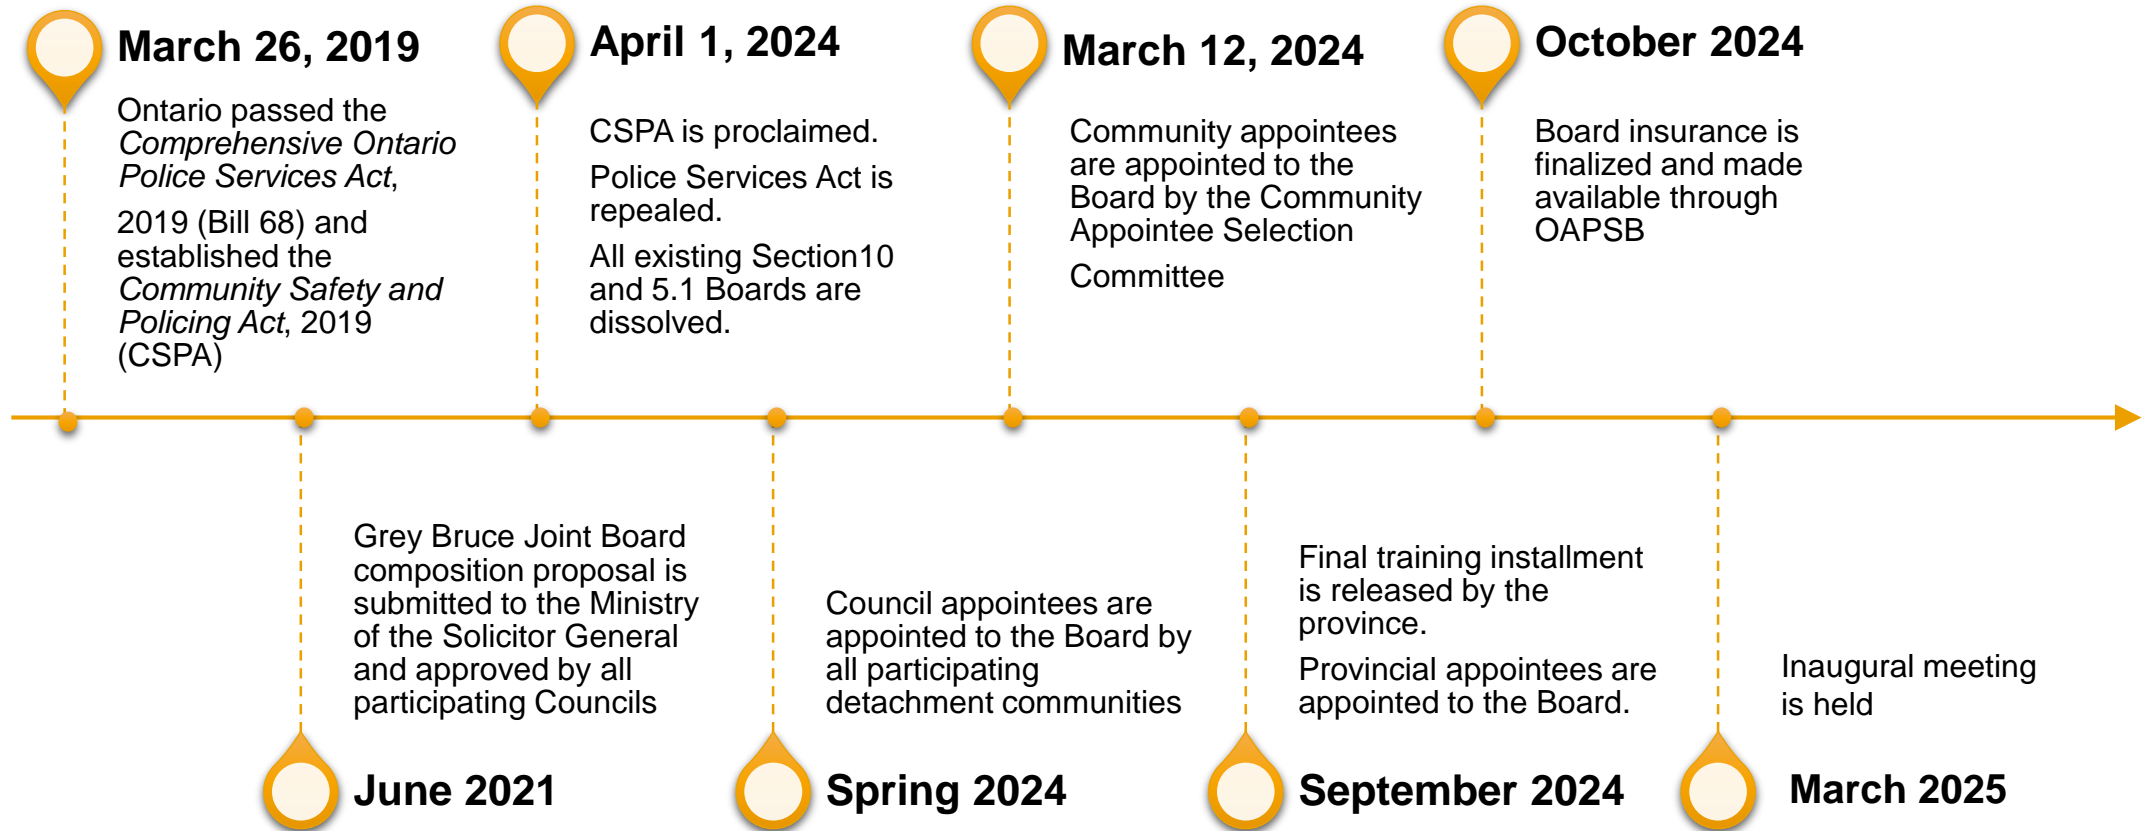 March 26, 2019
Ontario passed the
Comprehensive Ontario
Police Services Act,
2019 (Bill 68) and
established the
Community Safety and
Policing Act, 2019
(CSPA)
April 1, 2024
CSPA is proclaimed.
Police Services Act is
repealed.
All existing Section10
and 5.1 Boards are
dissolved.
March 12, 2024
Community appointees
are appointed to the
Board by the Community
Appointee Selection
Committee
October 2024
Board insurance is
finalized and made
available through
OAPSB
Grey Bruce Joint Board
composition proposal is
submitted to the Ministry
of the Solicitor General
and approved by all
participating Councils
June 2021
Council appointees are
appointed to the Board by
all participating
detachment communities
Spring 2024
Final training installment
is released by the
province.
Provincial appointees are
appointed to the Board.
September 2024
Inaugural meeting
is held
March 2025